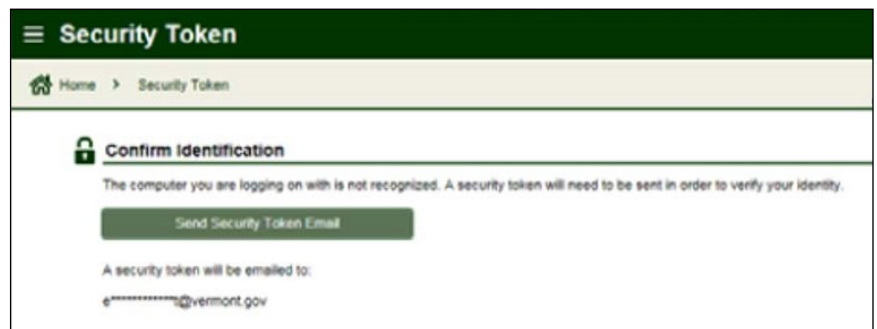 Security Token
Home > Security Token
Confirm Identification
The computer you are logging on with is not recognized. A security token will need to be sent in order to verify your identity.
Send Security Token Email
A security token will be emailed to:
e*************t@vermont.gov